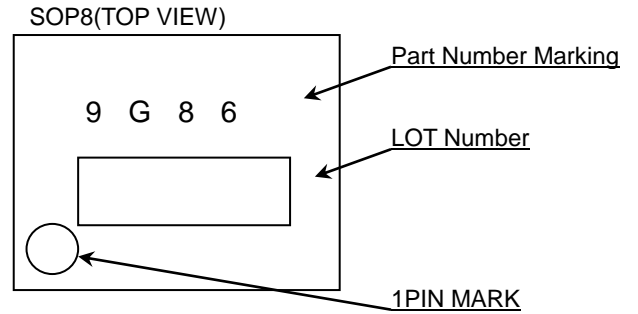 SOP8(TOP VIEW)
Part Number Marking
9 G 8 6
LOT Number
1PIN MARK